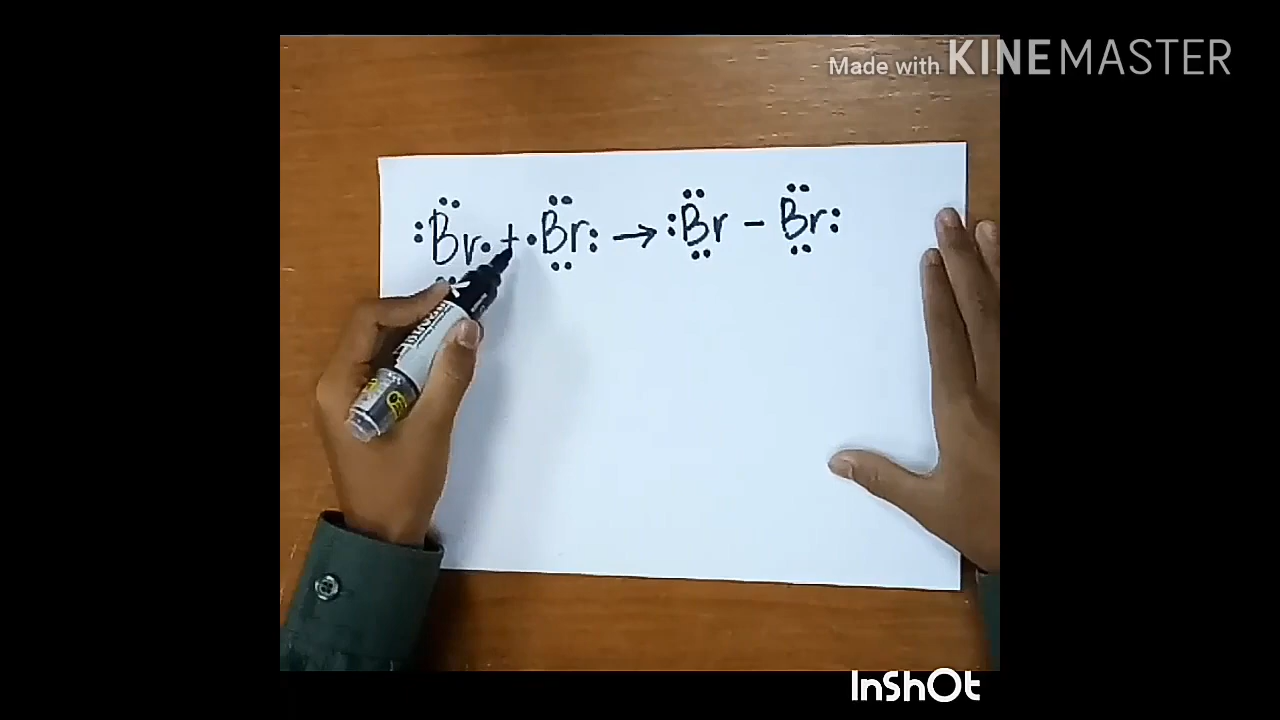 Made with KINEMASTER
:Br· + ·Br: → :Br – Br:
InShOt